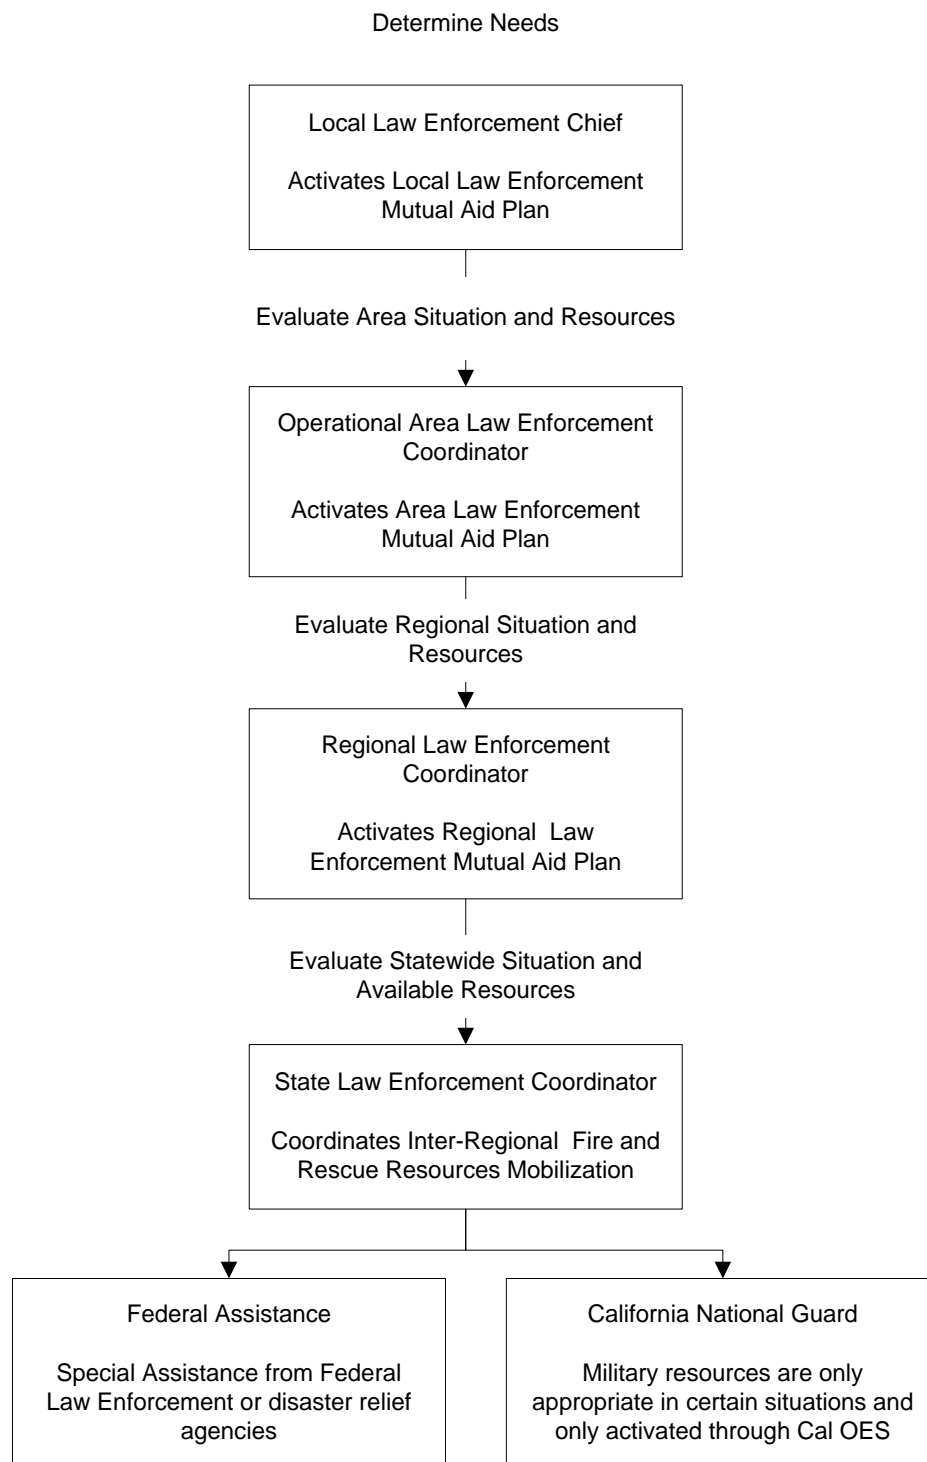 Determine Needs
Local Law Enforcement Chief
Activates Local Law Enforcement
Mutual Aid Plan
Evaluate Area Situation and Resources
Operational Area Law Enforcement
Coordinator
Activates Area Law Enforcement
Mutual Aid Plan
Evaluate Regional Situation and
Resources
Regional Law Enforcement
Coordinator
Activates Regional  Law
Enforcement Mutual Aid Plan
Evaluate Statewide Situation and
Available Resources
State Law Enforcement Coordinator
Coordinates Inter-Regional  Fire and
Rescue Resources Mobilization
Federal Assistance
Special Assistance from Federal
Law Enforcement or disaster relief
agencies
California National Guard
Military resources are only
appropriate in certain situations and
only activated through Cal OES